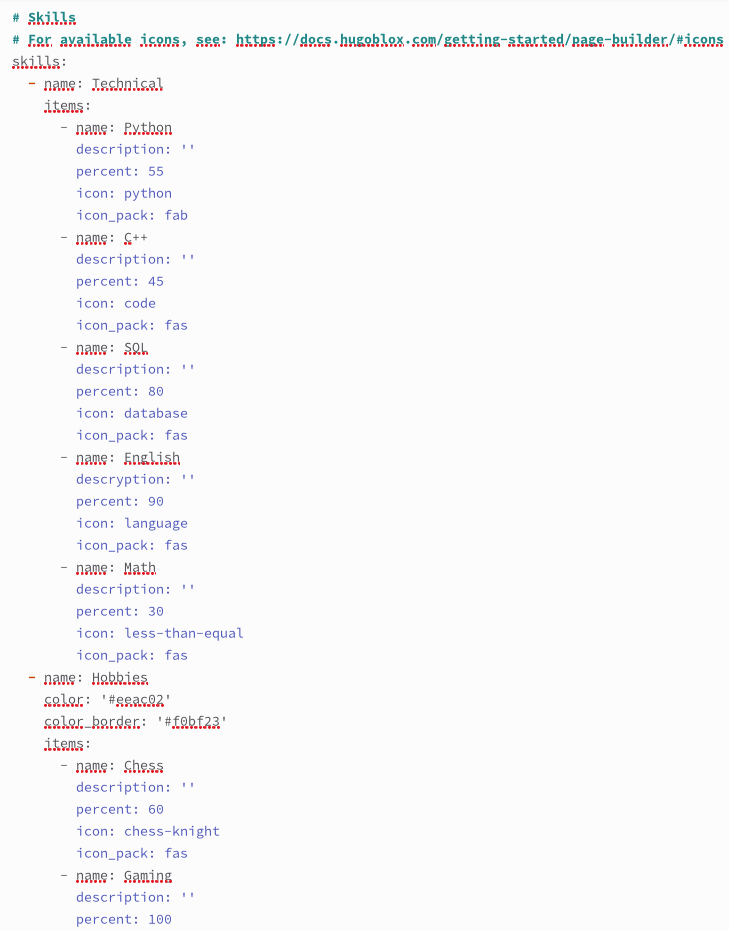 # Skills
# For available icons, see: https://docs.hugoblox.com/getting-started/page-builder/#icons
skills:
  - name: Technical
    items:
      - name: Python
        description: ''
        percent: 55
        icon: python
        icon_pack: fab
      - name: C++
        description: ''
        percent: 45
        icon: code
        icon_pack: fas
      - name: SQL
        description: ''
        percent: 80
        icon: database
        icon_pack: fas
      - name: English
        descryption: ''
        percent: 90
        icon: language
        icon_pack: fas
      - name: Math
        description: ''
        percent: 30
        icon: less-than-equal
        icon_pack: fas
  - name: Hobbies
    color: '#eeac02'
    color_border: '#f0bf23'
    items:
      - name: Chess
        description: ''
        percent: 60
        icon: chess-knight
        icon_pack: fas
      - name: Gaming
        description: ''
        percent: 100